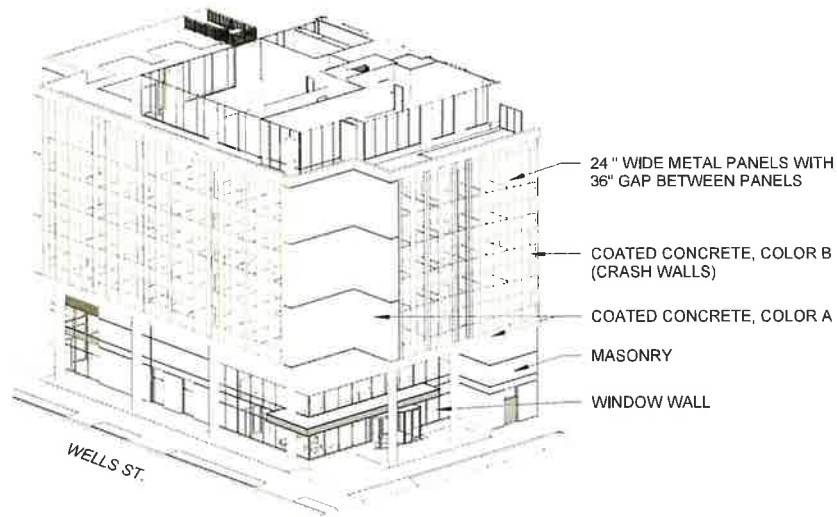 24 " WIDE METAL PANELS WITH
36" GAP BETWEEN PANELS
COATED CONCRETE, COLOR B
(CRASH WALLS)
COATED CONCRETE, COLOR A
MASONRY
WINDOW WALL
WELLS ST.